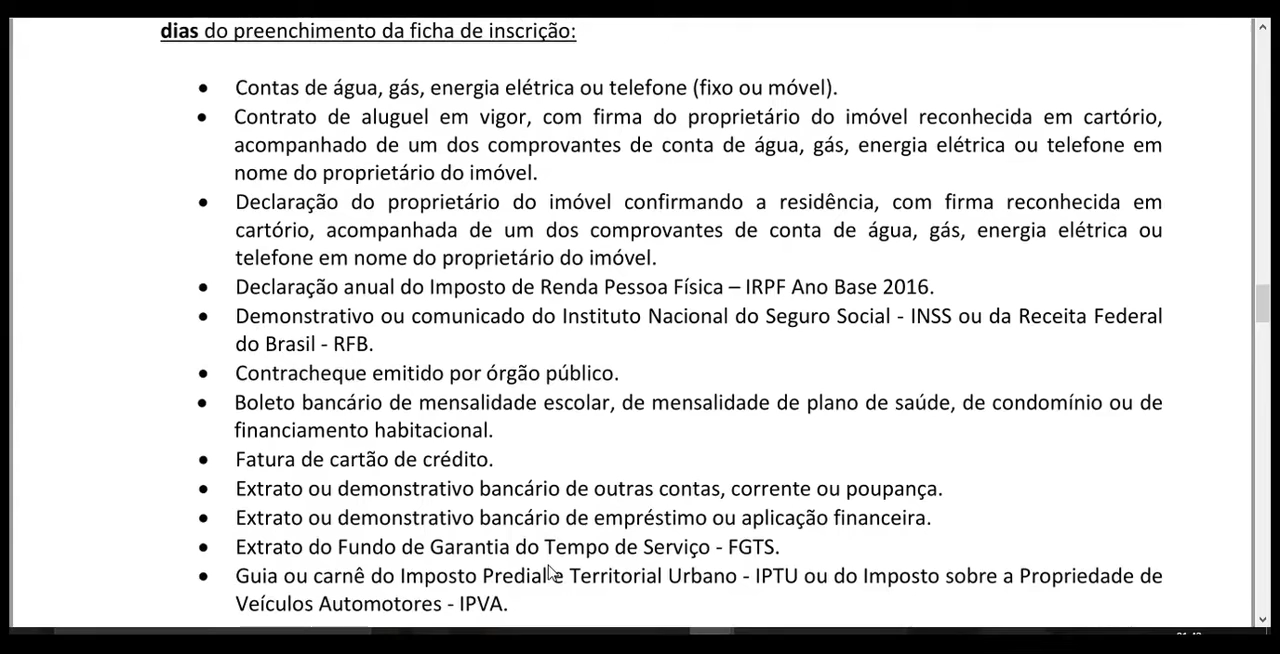 dias do preenchimento da ficha de inscrição:
• Contas de água, gás, energia elétrica ou telefone (fixo ou móvel).
• Contrato de aluguel em vigor, com firma do proprietário do imóvel reconhecida em cartório,
acompanhado de um dos comprovantes de conta de água, gás, energia elétrica ou telefone em
nome do proprietário do imóvel.
• Declaração do proprietário do imóvel confirmando a residência, com firma reconhecida em
cartório, acompanhada de um dos comprovantes de conta de água, gás, energia elétrica ou
telefone em nome do proprietário do imóvel.
• Declaração anual do Imposto de Renda Pessoa Física – IRPF Ano Base 2016.
• Demonstrativo ou comunicado do Instituto Nacional do Seguro Social - INSS ou da Receita Federal
do Brasil - RFB.
• Contracheque emitido por órgão público.
• Boleto bancário de mensalidade escolar, de mensalidade de plano de saúde, de condomínio ou de
financiamento habitacional.
• Fatura de cartão de crédito.
• Extrato ou demonstrativo bancário de outras contas, corrente ou poupança.
• Extrato ou demonstrativo bancário de empréstimo ou aplicação financeira.
• Extrato do Fundo de Garantia do Tempo de Serviço - FGTS.
• Guia ou carnê do Imposto Predial e Territorial Urbano - IPTU ou do Imposto sobre a Propriedade de
Veículos Automotores - IPVA.